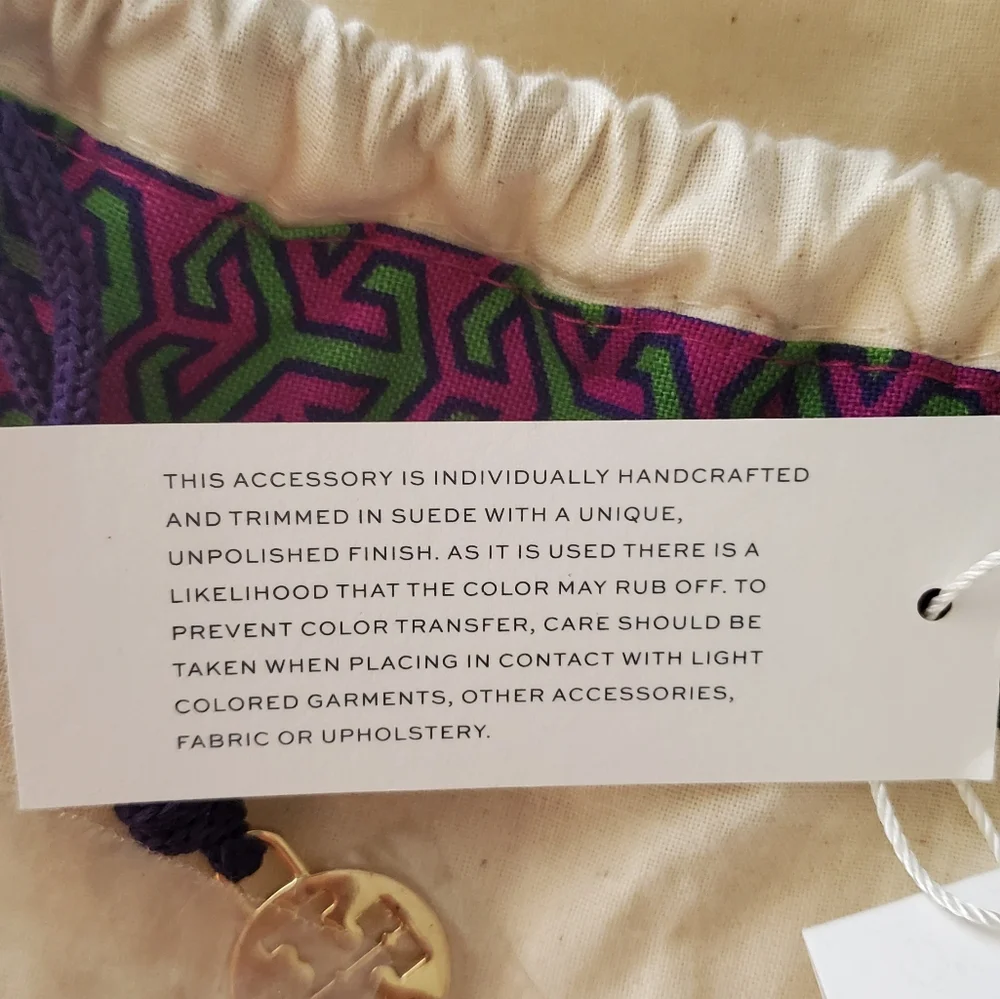 THIS ACCESSORY IS INDIVIDUALLY HANDCRAFTED
AND TRIMMED IN SUEDE WITH A UNIQUE,
UNPOLISHED FINISH. AS IT IS USED THERE IS A
LIKELIHOOD THAT THE COLOR MAY RUB OFF. TO
PREVENT COLOR TRANSFER, CARE SHOULD BE
TAKEN WHEN PLACING IN CONTACT WITH LIGHT
COLORED GARMENTS, OTHER ACCESSORIES,
FABRIC OR UPHOLSTERY.